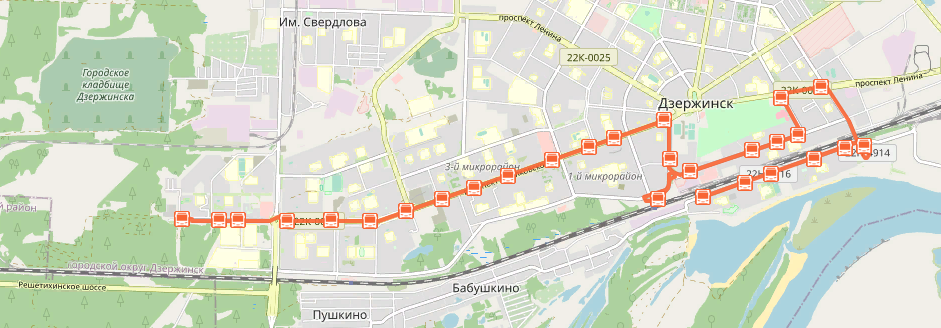 Им. Свердлова
проспект Ленина
22К-0025
Городское
кладбище
Дзержинска
Дзержинск
проспект Ленина
3-й микрорайон
1-й микрорайон
й район
городской округ Дзержинск
Решетихинское шоссе
Бабушкино
Пушкино